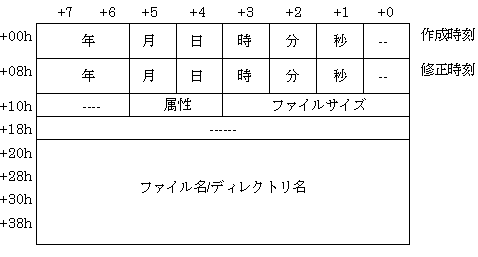 +7 +6 +5 +4 +3 +2 +1 +0
+00h 年 月 日 時 分 秒 -- 作成時刻
+08h 年 月 日 時 分 秒 -- 修正時刻
+10h ---- 属性 ファイルサイズ
+18h ------
+20h
+28h
ファイル名/ディレクトリ名
+30h
+38h